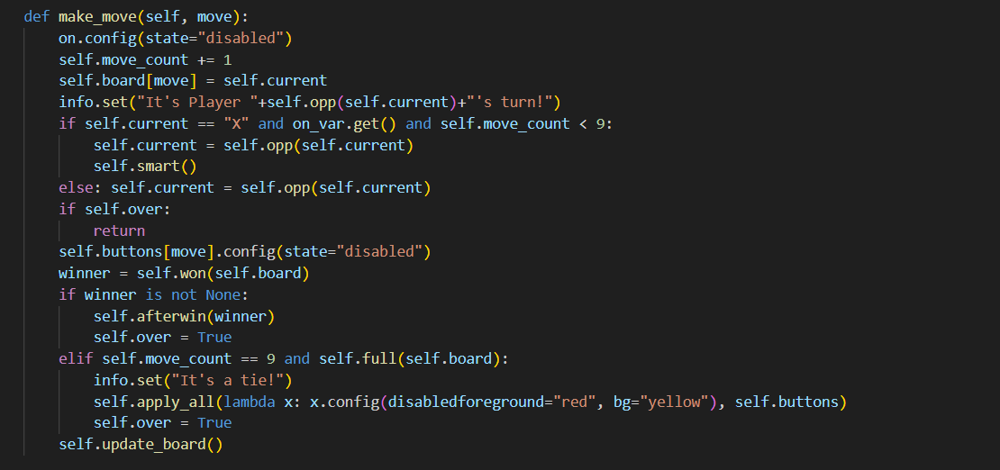 def make_move(self, move):
    on.config(state="disabled")
    self.move_count += 1
    self.board[move] = self.current
    info.set("It's Player "+self.opp(self.current)+"'s turn!")
    if self.current == "X" and on_var.get() and self.move_count < 9:
        self.current = self.opp(self.current)
        self.smart()
    else: self.current = self.opp(self.current)
    if self.over:
        return
    self.buttons[move].config(state="disabled")
    winner = self.won(self.board)
    if winner is not None:
        self.afterwin(winner)
        self.over = True
    elif self.move_count == 9 and self.full(self.board):
        info.set("It's a tie!")
        self.apply_all(lambda x: x.config(disabledforeground="red", bg="yellow"), self.buttons)
        self.over = True
    self.update_board()